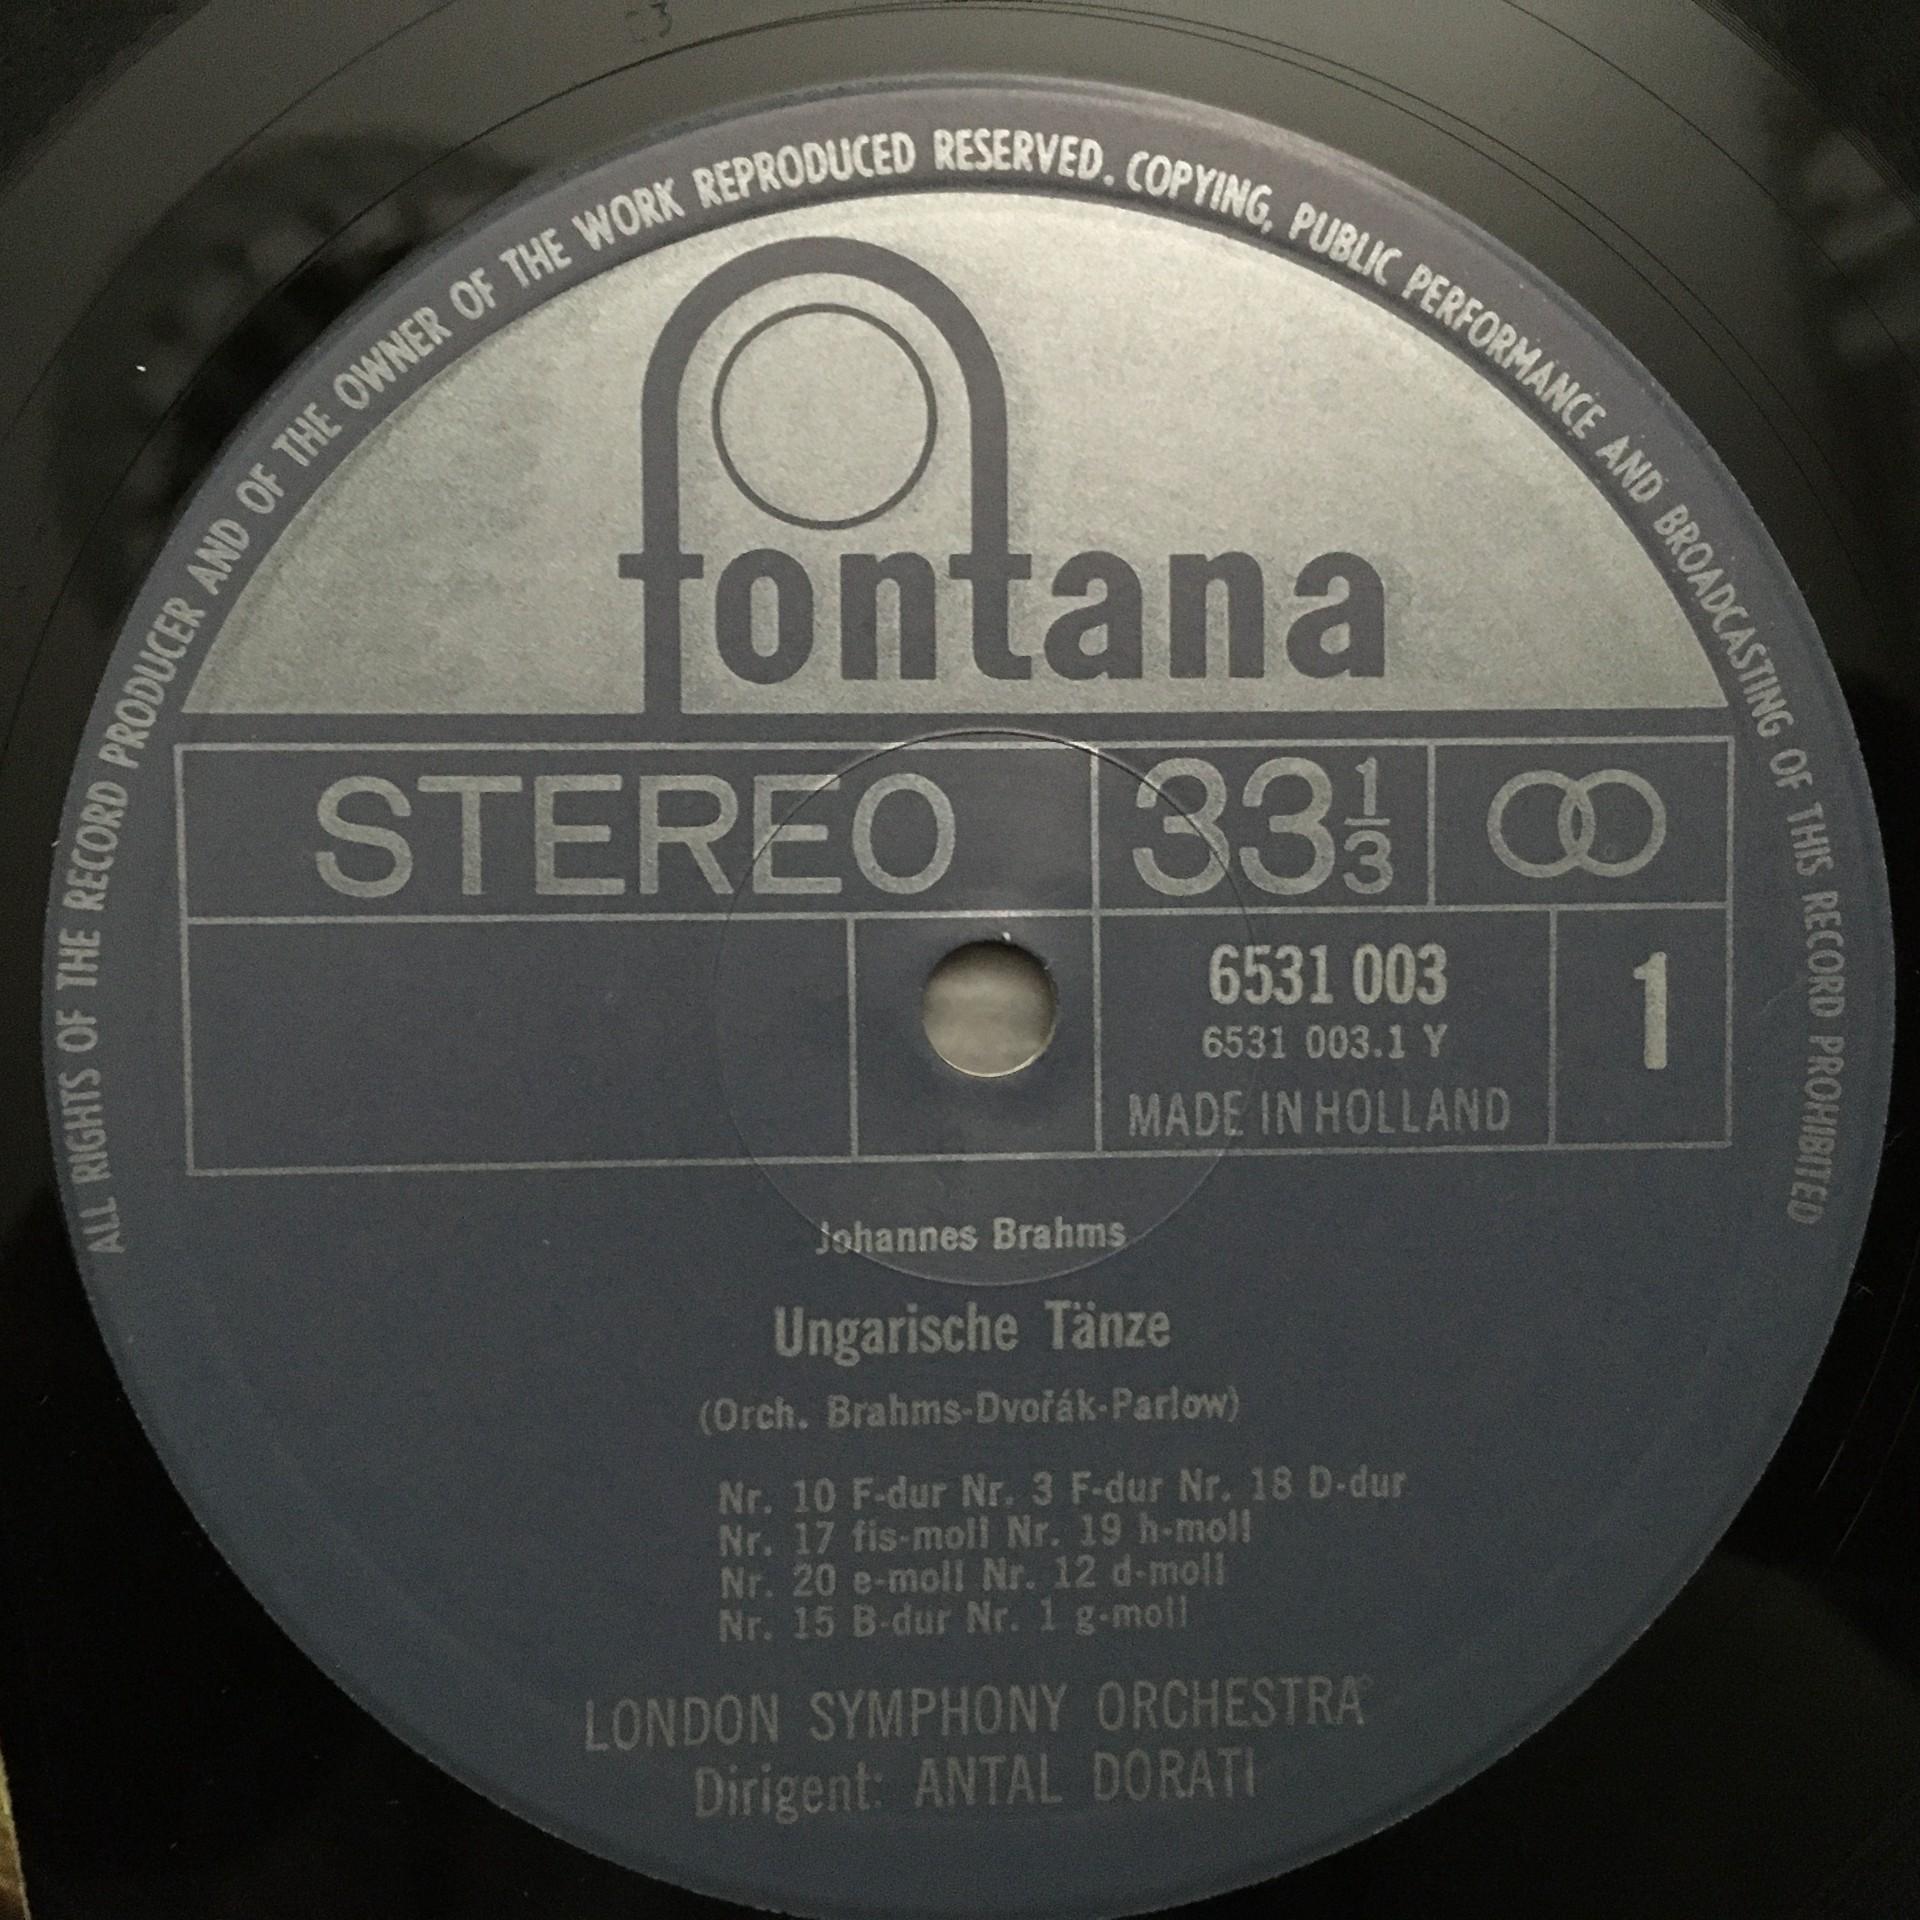 ALL RIGHTS OF THE RECORD PRODUCER AND OF THE OWNER OF THE WORK REPRODUCED RESERVED. COPYING, PUBLIC PERFORMANCE AND BROADCASTING OF THIS RECORD PROHIBITED
fontana
STEREO 33 1/3
6531 003
6531 003.1 Y
MADE IN HOLLAND
1
Johannes Brahms
Ungarische Tänze
(Orch. Brahms-Dvořák-Parlow)
Nr. 10 F-dur Nr. 3 F-dur Nr. 18 D-dur
Nr. 17 fis-moll Nr. 19 h-moll
Nr. 20 e-moll Nr. 12 d-moll
Nr. 15 B-dur Nr. 1 g-moll
LONDON SYMPHONY ORCHESTRA
Dirigent: ANTAL DORATI